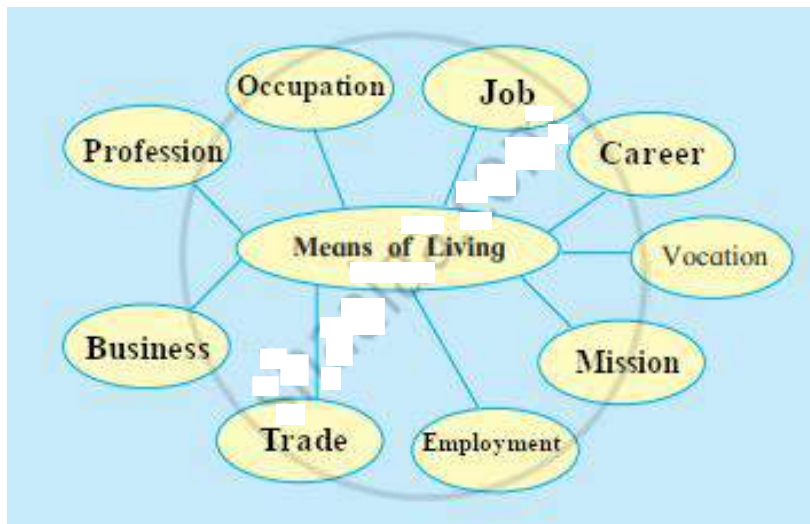 Occupation
Job
Profession
Career
Means of Living
Vocation
Business
Mission
Trade
Employment